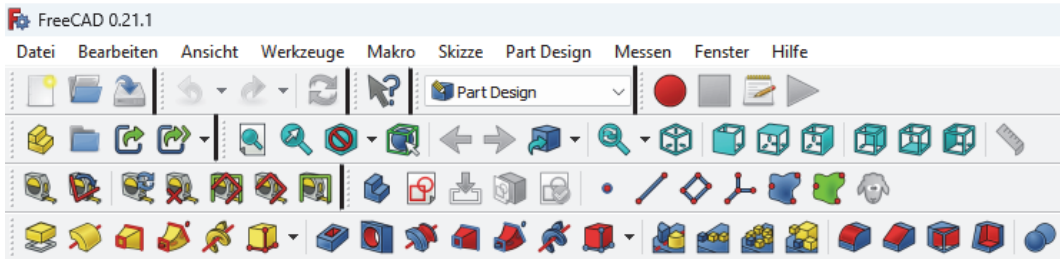 FreeCAD 0.21.1
Datei Bearbeiten Ansicht Werkzeuge Makro Skizze Part Design Messen Fenster Hilfe
Part Design